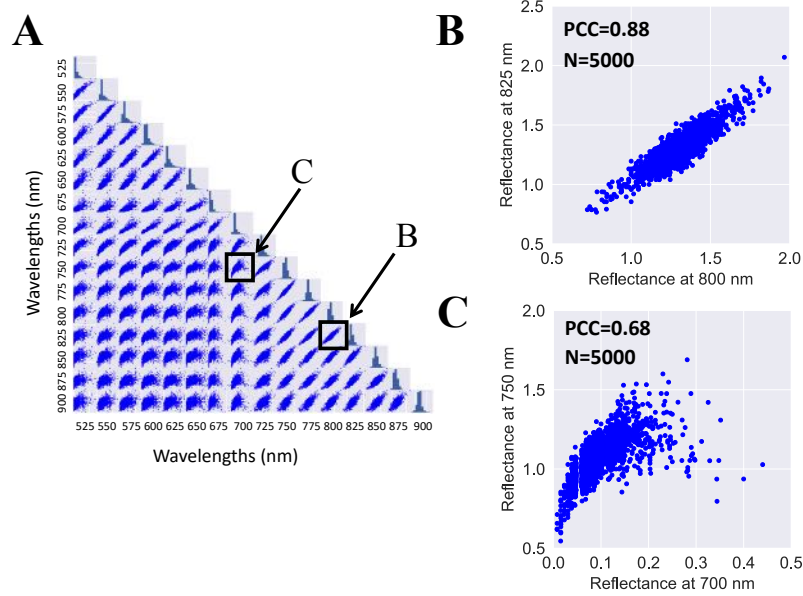 A
525
550
575
600
625
650
675
700
725
750
775
800
825
850
875
900
Wavelengths (nm)
525 550 575 600 625 650 675 700 725 750 775 800 825 850 875 900
Wavelengths (nm)
C
B
B
PCC=0.88
N=5000
2.5
2.0
1.5
1.0
0.5
0.5 1.0 1.5 2.0
Reflectance at 825 nm
Reflectance at 800 nm
C
PCC=0.68
N=5000
2.0
1.5
1.0
0.5
0.0 0.1 0.2 0.3 0.4 0.5
Reflectance at 750 nm
Reflectance at 700 nm